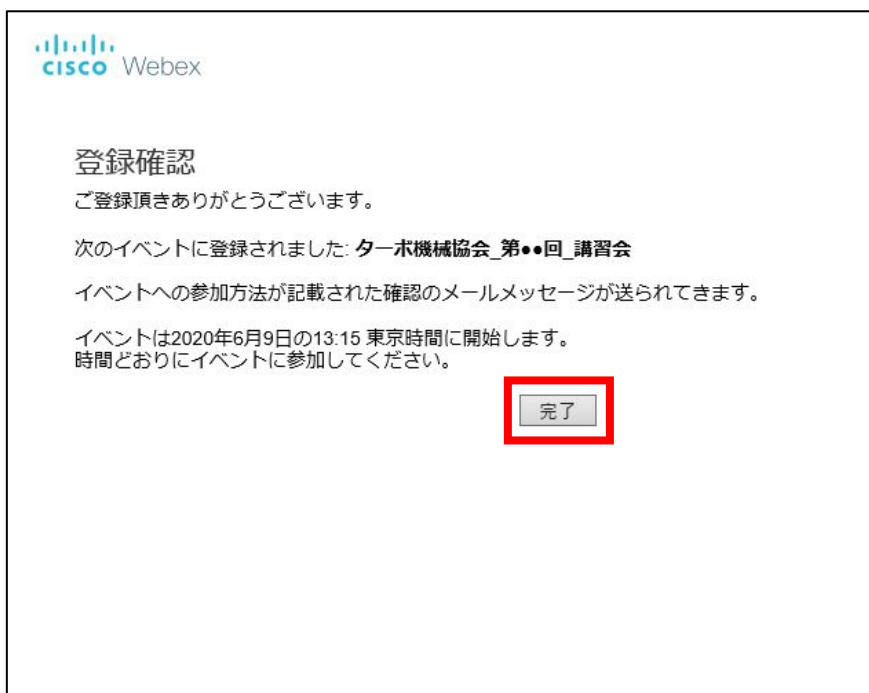 cisco Webex
登録確認
ご登録頂きありがとうございます。
次のイベントに登録されました: ターボ機械協会_第●●回_講習会
イベントへの参加方法が記載された確認のメールメッセージが送られてきます。
イベントは2020年6月9日の13:15 東京時間に開始します。
時間どおりにイベントに参加してください。
完了